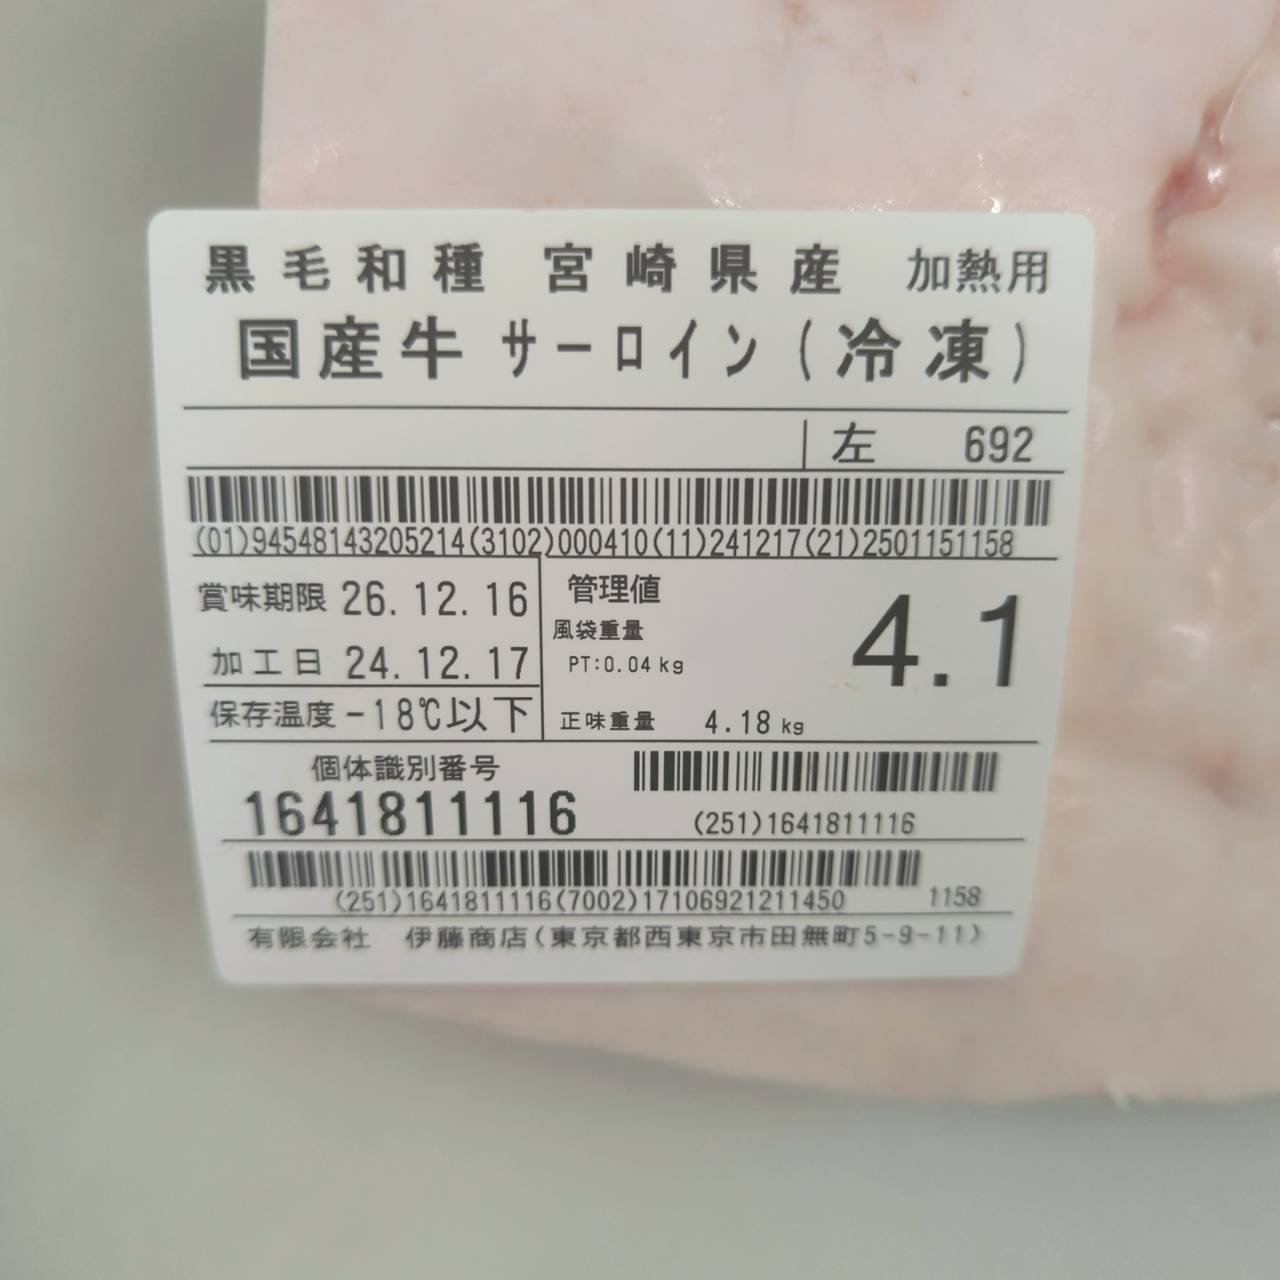 黒毛和種 宮崎県産 加熱用
国産牛 サーロイン(冷凍)
左 692
(01)94548143205214(3102)000410(11)241217(21)2501151158
賞味期限 26.12.16
加工日 24.12.17
保存温度 -18℃以下
管理値 4.1
風袋重量
PT:0.04kg
正味重量 4.18kg
個体識別番号
1641811116
(251)1641811116
(251)1641811116(7002)17106921211450 1158
有限会社 伊藤商店(東京都西東京市田無町5-9-11)